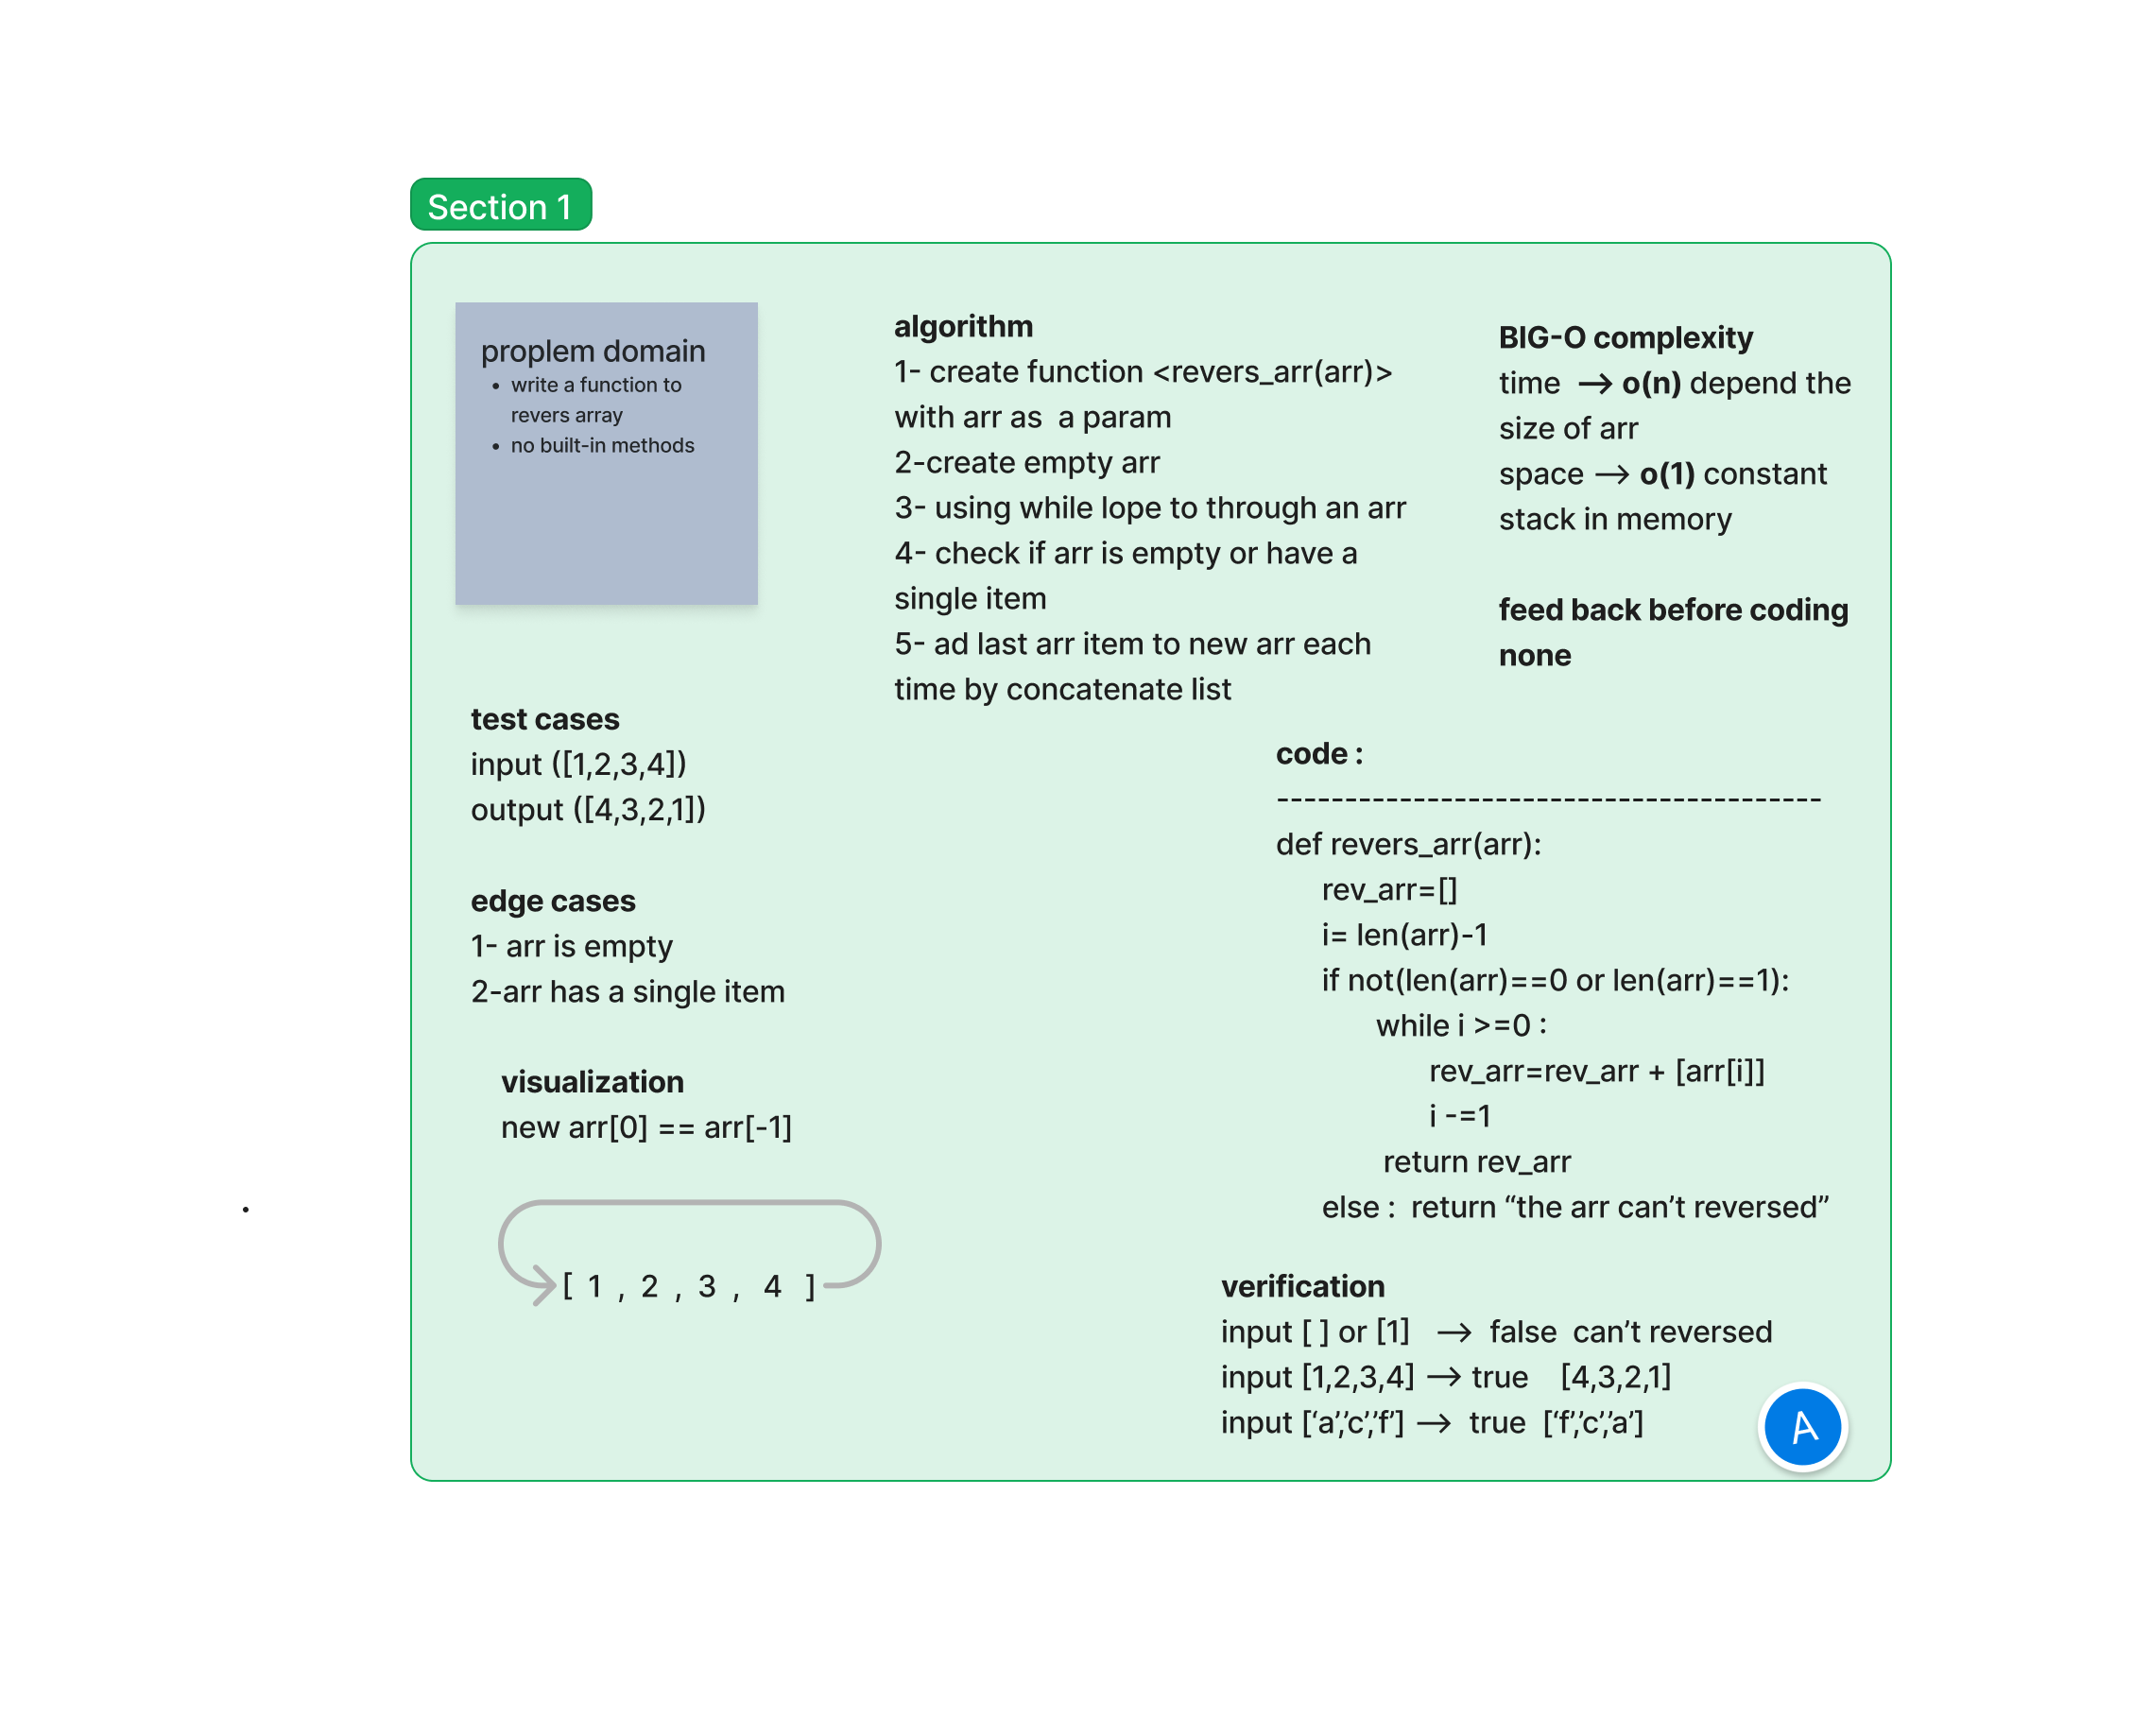 Section 1
proplem domain
• write a function to
revers array
• no built-in methods
test cases
input ([1,2,3,4])
output ([4,3,2,1])
edge cases
1- arr is empty
2-arr has a single item
visualization
new arr[0] == arr[-1]
[ 1 , 2 , 3 , 4 ]
algorithm
1- create function <revers_arr(arr)>
with arr as a param
2-create empty arr
3- using while lope to through an arr
4- check if arr is empty or have a
single item
5- ad last arr item to new arr each
time by concatenate list
BIG-O complexity
time → o(n) depend the
size of arr
space → o(1) constant
stack in memory
feed back before coding
none
code :
----------------------------------------
def revers_arr(arr):
rev_arr=[]
i= len(arr)-1
if not(len(arr)==0 or len(arr)==1):
while i >=0 :
rev_arr=rev_arr + [arr[i]]
i -=1
return rev_arr
else : return “the arr can’t reversed”
verification
input [ ] or [1] → false can’t reversed
input [1,2,3,4] → true [4,3,2,1]
input [‘a’,’c’,’f’] → true [‘f’,’c’,’a’]
A